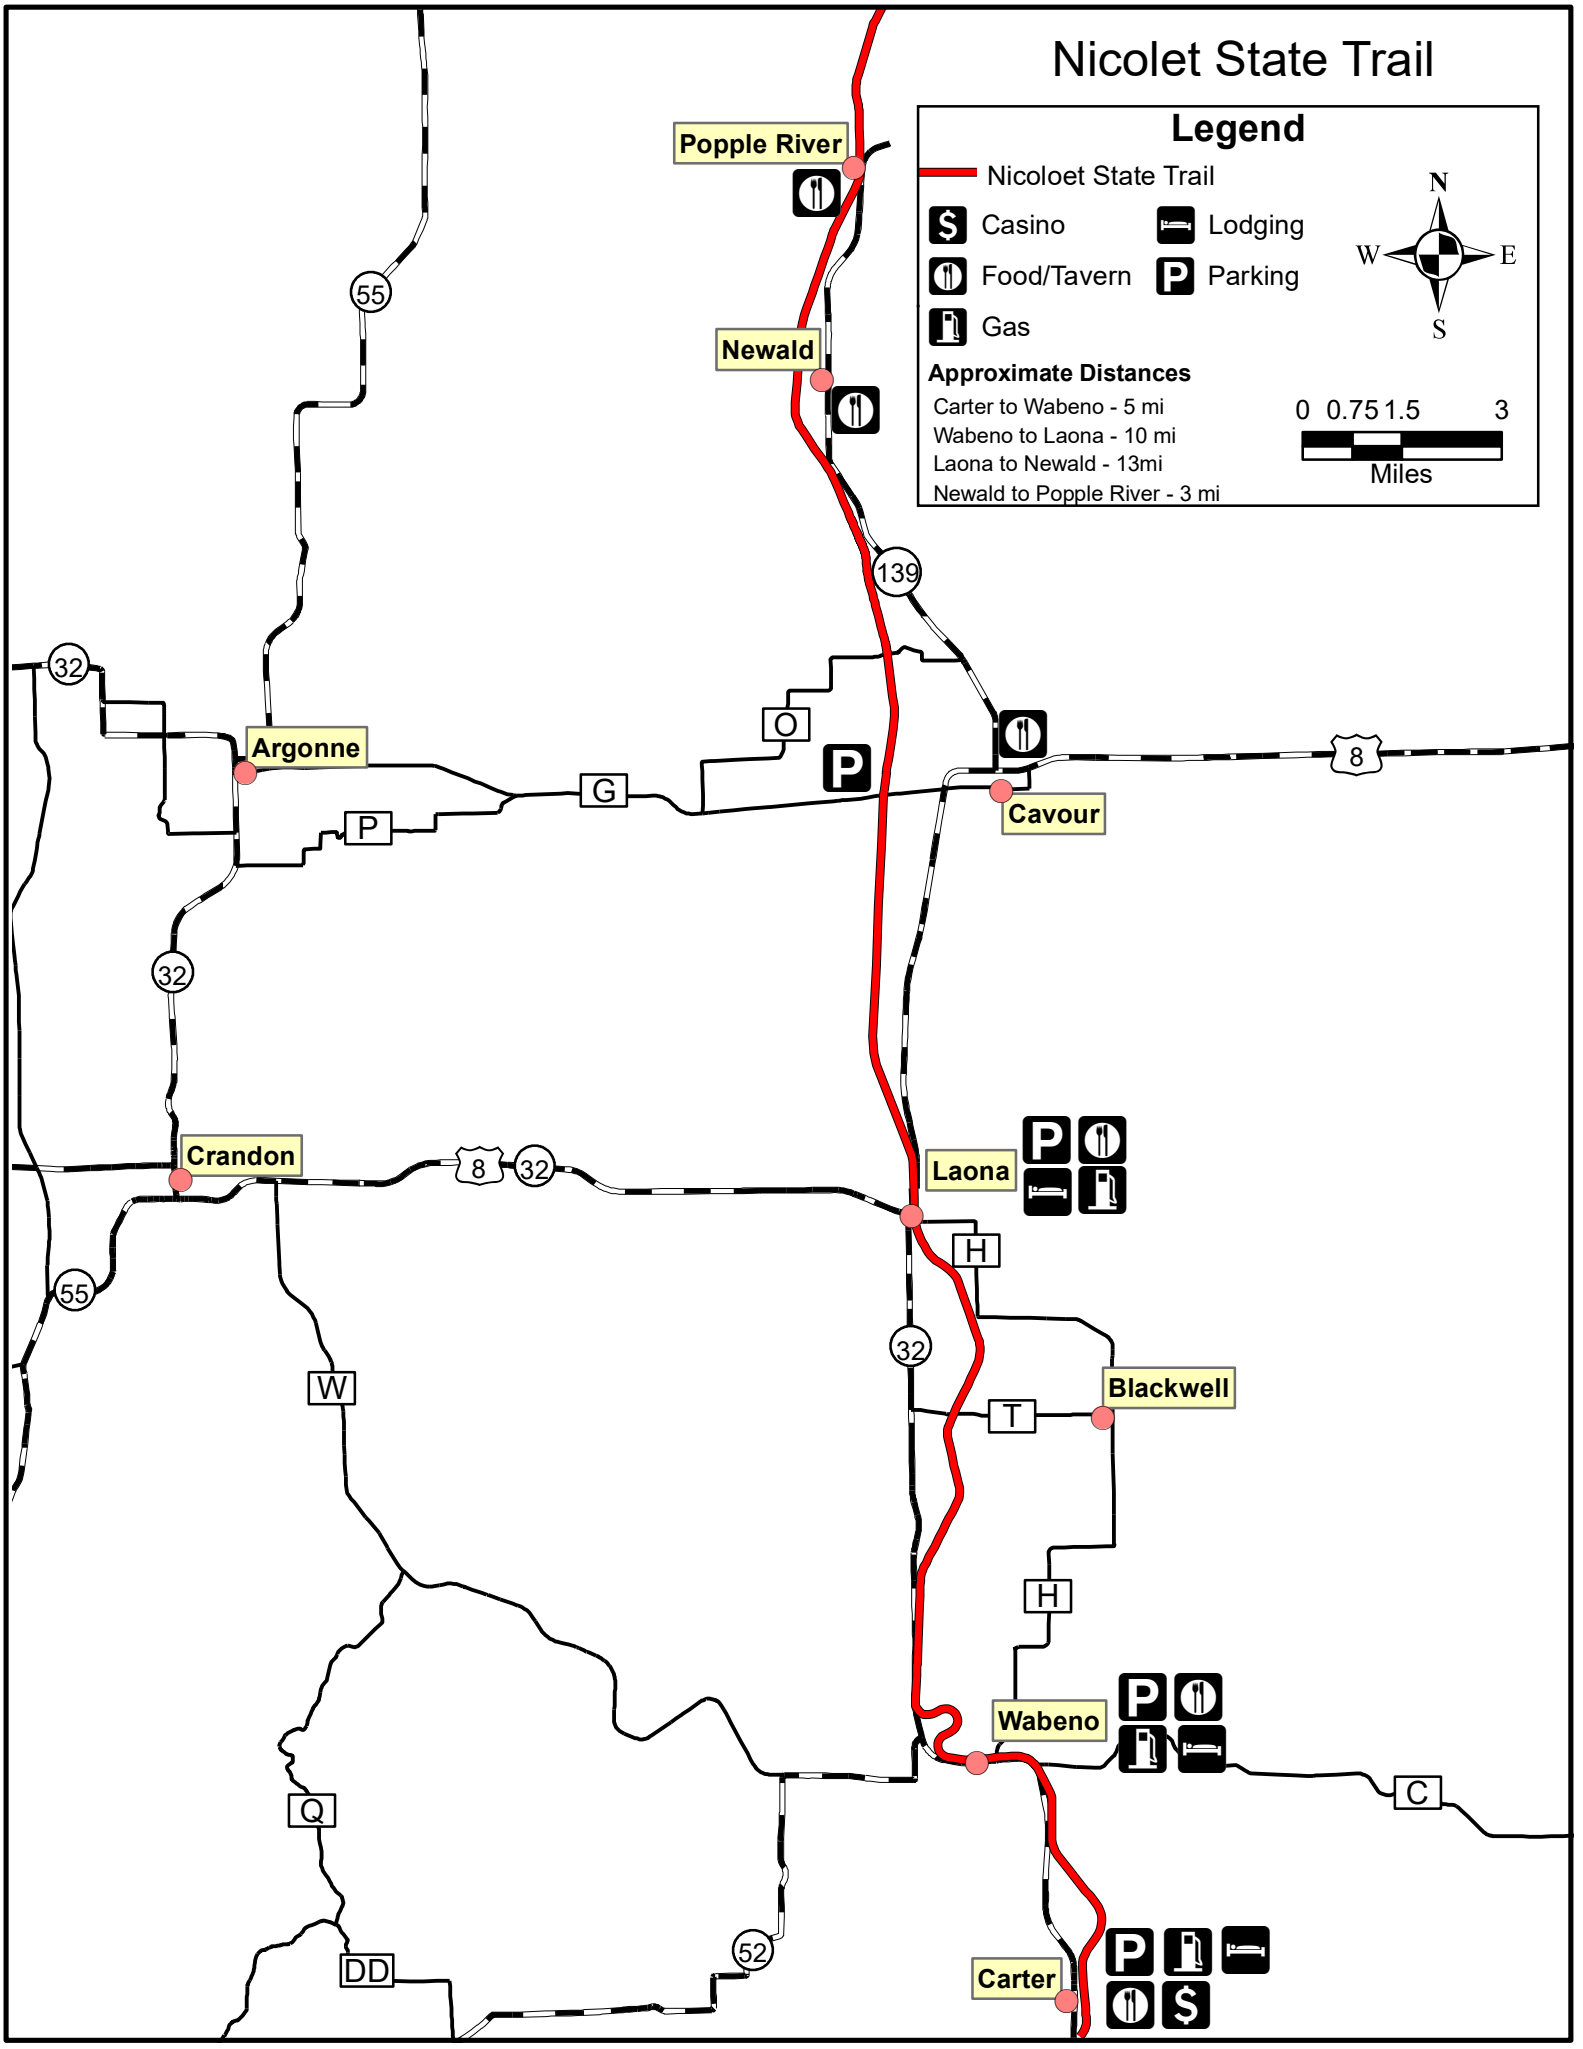 Nicolet State Trail
Legend
Nicoloet State Trail
$ Casino
Lodging
Food/Tavern
P Parking
Gas
N
W E
S
Approximate Distances
Carter to Wabeno - 5 mi
Wabeno to Laona - 10 mi
Laona to Newald - 13mi
Newald to Popple River - 3 mi
0 0.75 1.5 3
Miles
Popple River
55
Newald
139
32
O
Argonne
P
8
G
Cavour
P
32
Crandon
8
32
Laona
P
H
55
32
W
Blackwell
T
H
Wabeno
P
C
Q
52
DD
Carter
P
$